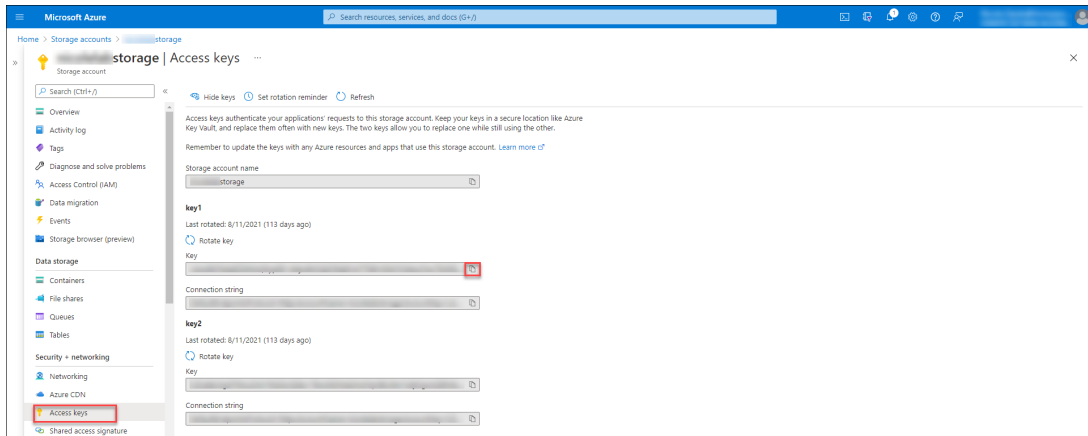 Microsoft Azure
Search resources, services, and docs (G+/)
Home > Storage accounts > storage
storage | Access keys ...
Storage account
Search (Ctrl+/)
Overview
Activity log
Tags
Diagnose and solve problems
Access Control (IAM)
Data migration
Events
Storage browser (preview)
Data storage
Containers
File shares
Queues
Tables
Security + networking
Networking
Azure CDN
Access keys
Shared access signature
Hide keys Set rotation reminder Refresh
Access keys authenticate your applications' requests to this storage account. Keep your keys in a secure location like Azure
Key Vault, and replace them often with new keys. The two keys allow you to replace one while still using the other.
Remember to update the keys with any Azure resources and apps that use this storage account. Learn more
Storage account name
storage
key1
Last rotated: 8/11/2021 (113 days ago)
Rotate key
Key
Connection string
key2
Last rotated: 8/11/2021 (113 days ago)
Rotate key
Key
Connection string